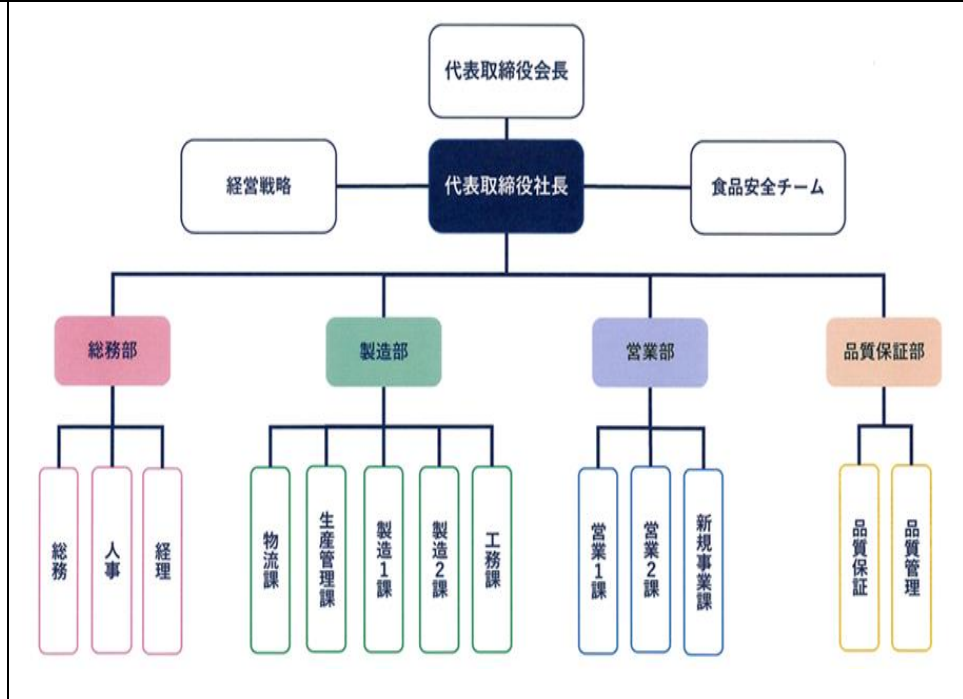 代表取締役会長
経営戦略
代表取締役社長
食品安全チーム
総務部
製造部
営業部
品質保証部
総務
人事
経理
物流課
生産管理課
製造1課
製造2課
工務課
営業1課
営業2課
新規事業課
品質保証
品質管理